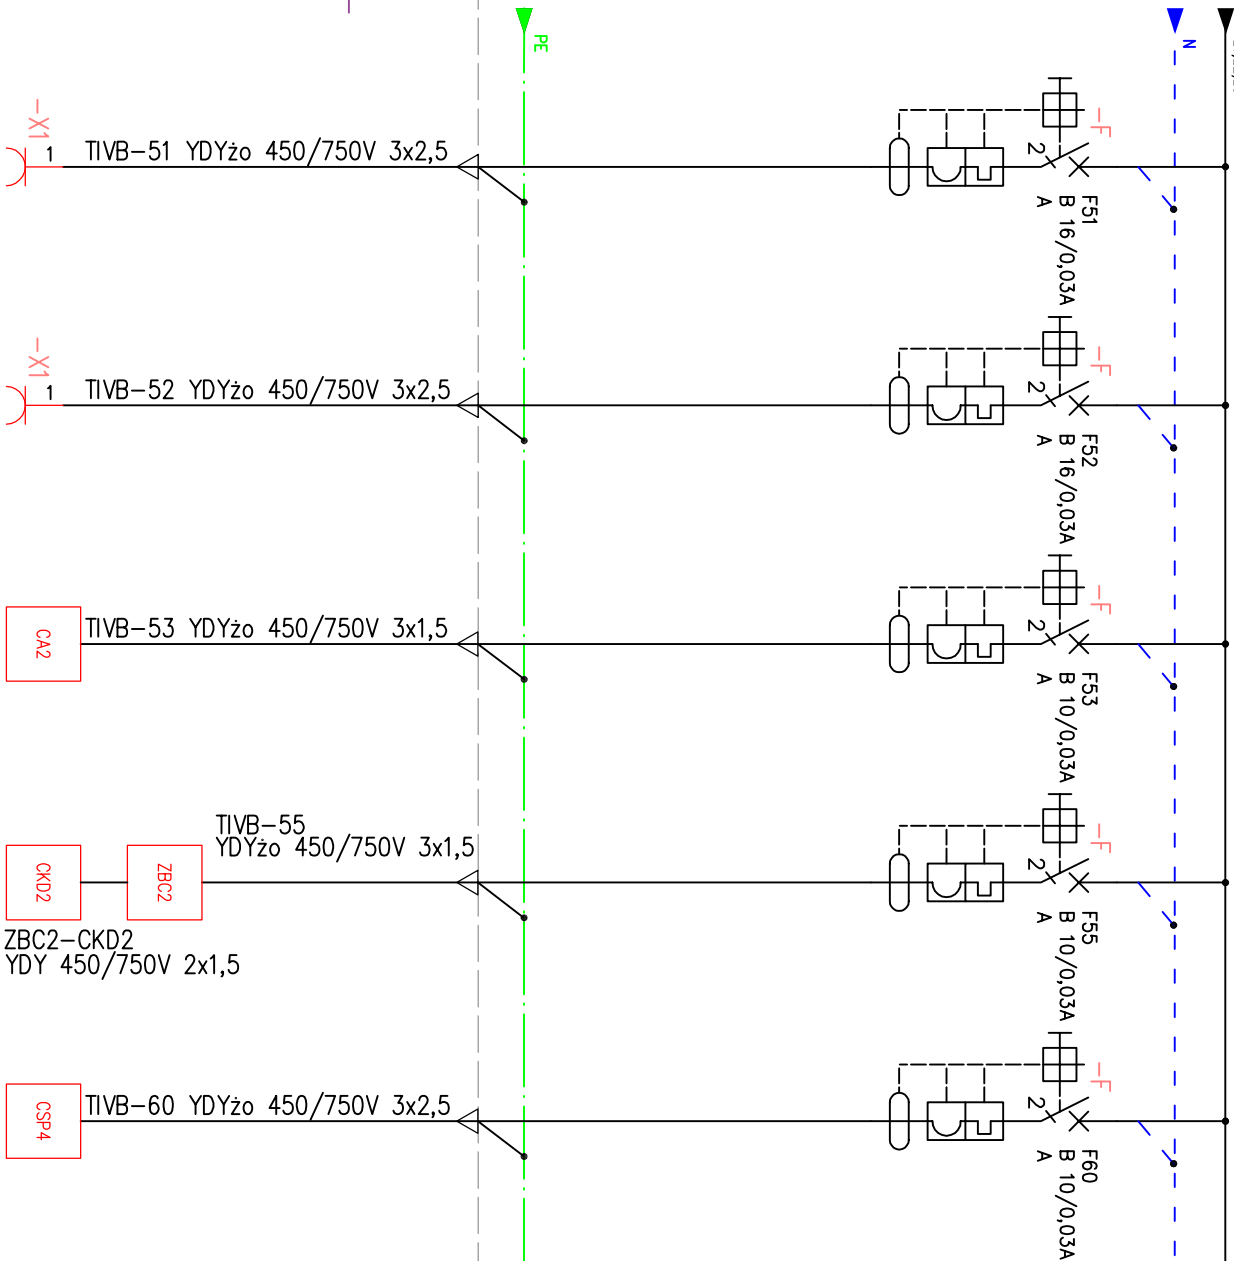 PE
N
-X1
1
TIVB-51 YDYżo 450/750V 3x2,5
-F
2
F51
B 16/0,03A
A
-X1
1
TIVB-52 YDYżo 450/750V 3x2,5
-F
2
F52
B 16/0,03A
A
CA2
TIVB-53 YDYżo 450/750V 3x1,5
-F
2
F53
B 10/0,03A
A
TIVB-55
YDYżo 450/750V 3x1,5
CKD2
ZBC2
ZBC2-CKD2
YDY 450/750V 2x1,5
-F
2
F55
B 10/0,03A
A
CSP4
TIVB-60 YDYżo 450/750V 3x2,5
-F
2
F60
B 10/0,03A
A